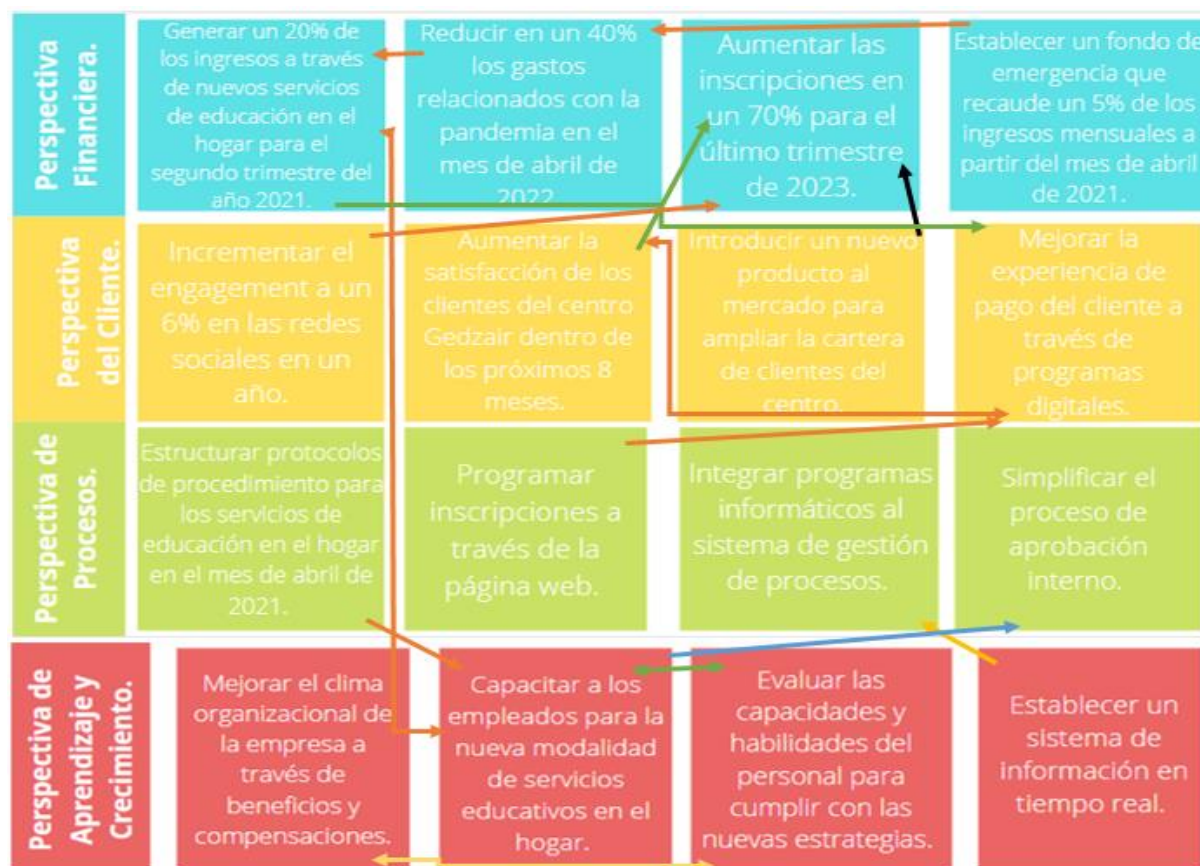 Perspectiva
Financiera.
Generar un 20% de
los ingresos a través
de nuevos servicios
de educación en el
hogar para el
segundo trimestre del
año 2021.
Reducir en un 40%
los gastos
relacionados con la
pandemia en el
mes de abril de
2022.
Aumentar las
inscripciones en
un 70% para el
último trimestre
de 2023.
Establecer un fondo de
emergencia que
recaude un 5% de los
ingresos mensuales a
partir del mes de abril
de 2021.
Perspectiva
del Cliente.
Incrementar el
engagement a un
6% en las redes
sociales en un
año.
Aumentar la
satisfacción de los
clientes del centro
Gedzair dentro de
los próximos 8
meses.
Introducir un nuevo
producto al
mercado para
ampliar la cartera
de clientes del
centro.
Mejorar la
experiencia de
pago del cliente a
través de
programas
digitales.
Perspectiva de
Procesos.
Estructurar protocolos
de procedimiento para
los servicios de
educación en el hogar
en el mes de abril de
2021.
Programar
inscripciones a
través de la
página web.
Integrar programas
informáticos al
sistema de gestión
de procesos.
Simplificar el
proceso de
aprobación
interno.
Perspectiva de
Aprendizaje y
Crecimiento.
Mejorar el clima
organizacional de
la empresa a
través de
beneficios y
compensaciones.
Capacitar a los
empleados para la
nueva modalidad
de servicios
educativos en el
hogar.
Evaluar las
capacidades y
habilidades del
personal para
cumplir con las
nuevas estrategias.
Establecer un
sistema de
información en
tiempo real.